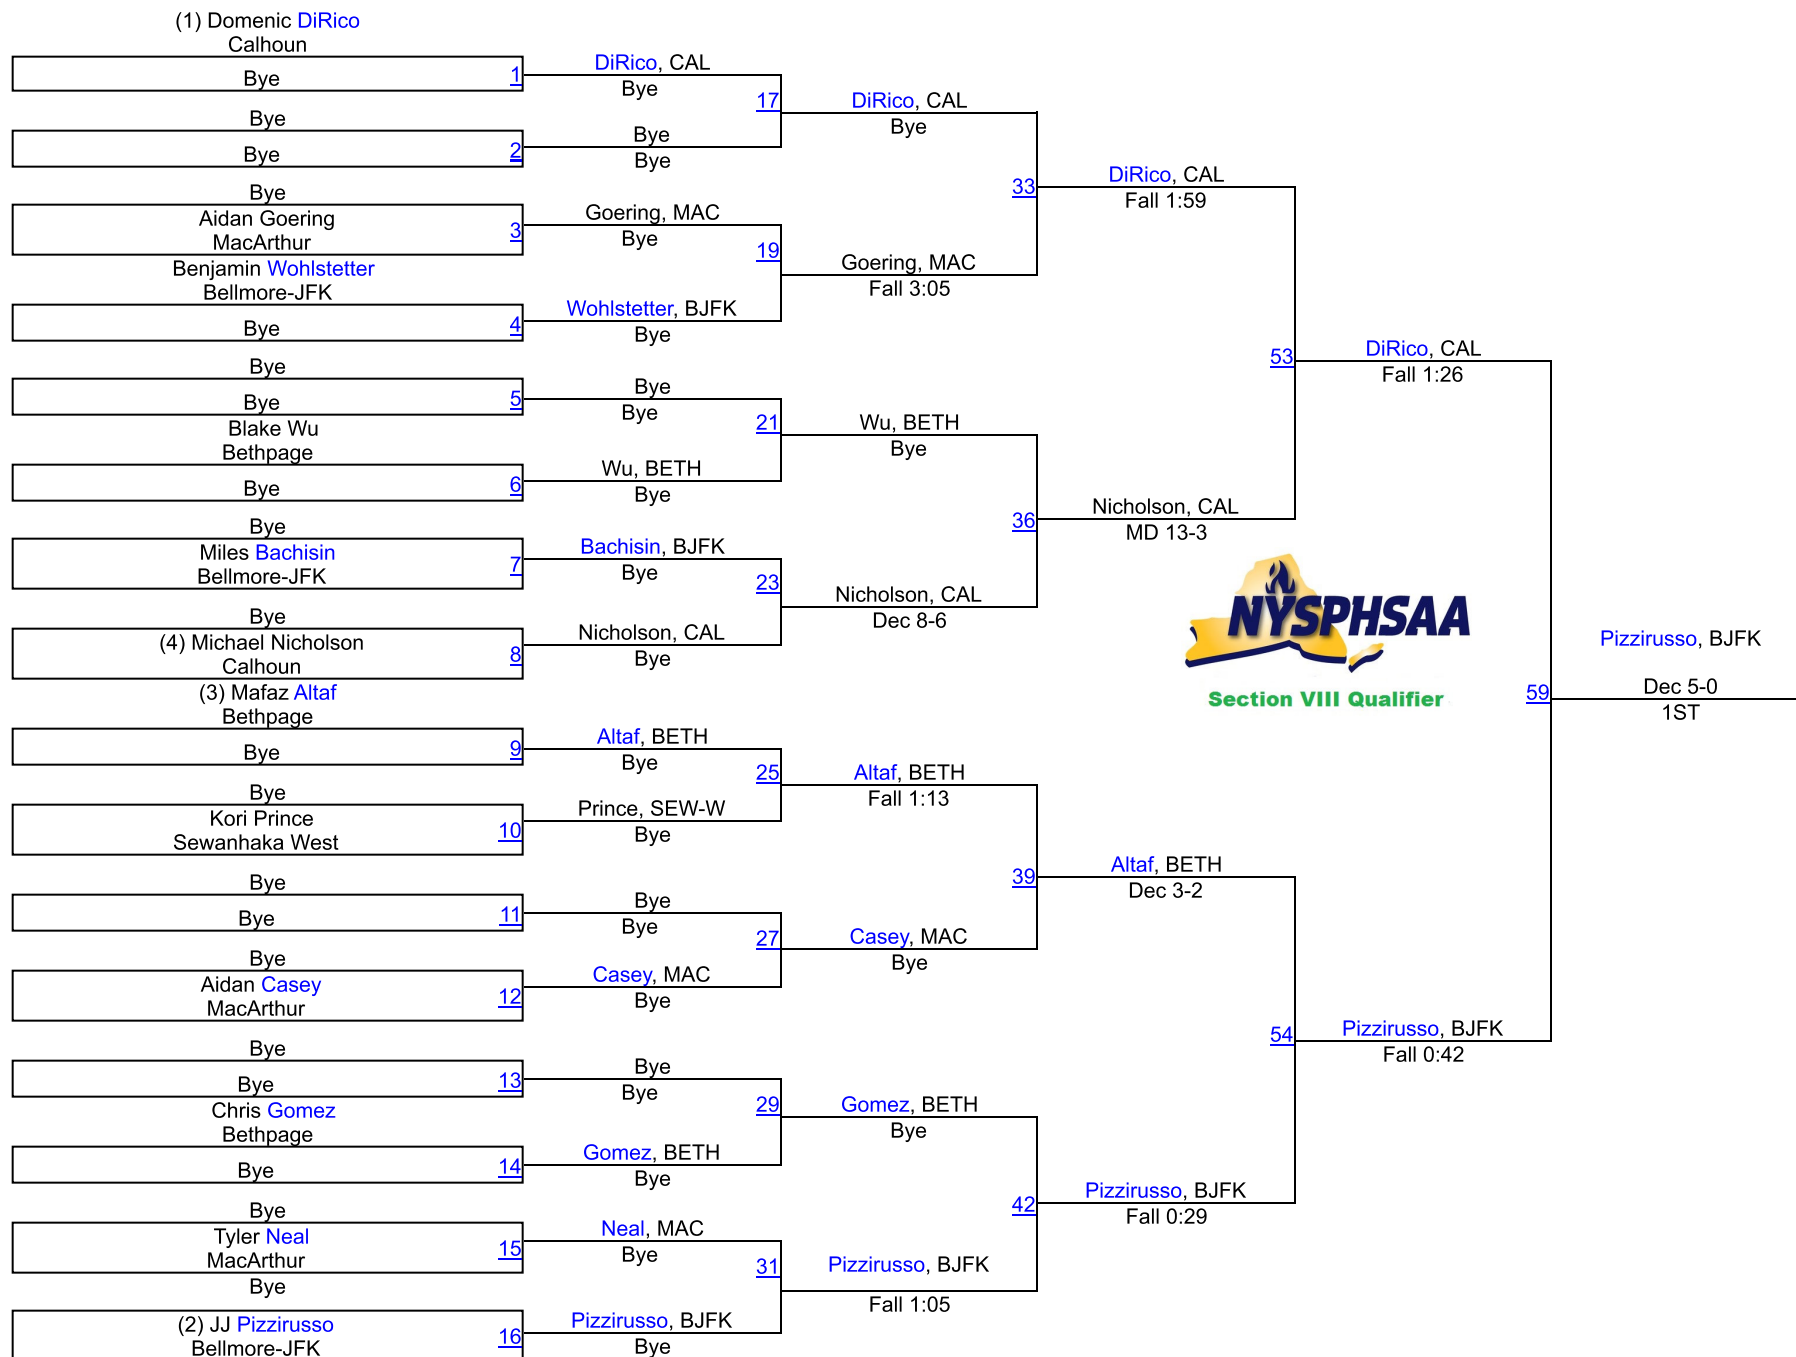 (1) Domenic DiRico
Calhoun
Bye
1
Bye
Bye
2
Bye
Aidan Goering
MacArthur
3
Benjamin Wohlstetter
Bellmore-JFK
Bye
4
Bye
Bye
5
Blake Wu
Bethpage
Bye
6
Bye
Miles Bachisin
Bellmore-JFK
7
Bye
(4) Michael Nicholson
Calhoun
8
(3) Mafaz Altaf
Bethpage
Bye
9
Bye
Kori Prince
Sewanhaka West
10
Bye
Bye
11
Bye
Aidan Casey
MacArthur
12
Bye
Bye
13
Chris Gomez
Bethpage
Bye
14
Bye
Tyler Neal
MacArthur
15
Bye
(2) JJ Pizzirusso
Bellmore-JFK
16
DiRico, CAL
Bye
17
Bye
Bye
Goering, MAC
Bye
19
Wohlstetter, BJFK
Bye
Bye
Bye
21
Wu, BETH
Bye
Bachisin, BJFK
Bye
23
Nicholson, CAL
Bye
Altaf, BETH
Bye
25
Prince, SEW-W
Bye
Bye
Bye
27
Casey, MAC
Bye
Bye
Bye
29
Gomez, BETH
Bye
Neal, MAC
Bye
31
Pizzirusso, BJFK
Bye
DiRico, CAL
Bye
33
Goering, MAC
Fall 3:05
Wu, BETH
Bye
36
Nicholson, CAL
Dec 8-6
Altaf, BETH
Fall 1:13
39
Casey, MAC
Bye
Gomez, BETH
Bye
42
Pizzirusso, BJFK
Fall 1:05
DiRico, CAL
Fall 1:59
53
Nicholson, CAL
MD 13-3
NYSPHSAA
Section VIII Qualifier
Altaf, BETH
Dec 3-2
54
Pizzirusso, BJFK
Fall 0:29
DiRico, CAL
Fall 1:26
59
Pizzirusso, BJFK
Fall 0:42
Pizzirusso, BJFK
Dec 5-0
1ST